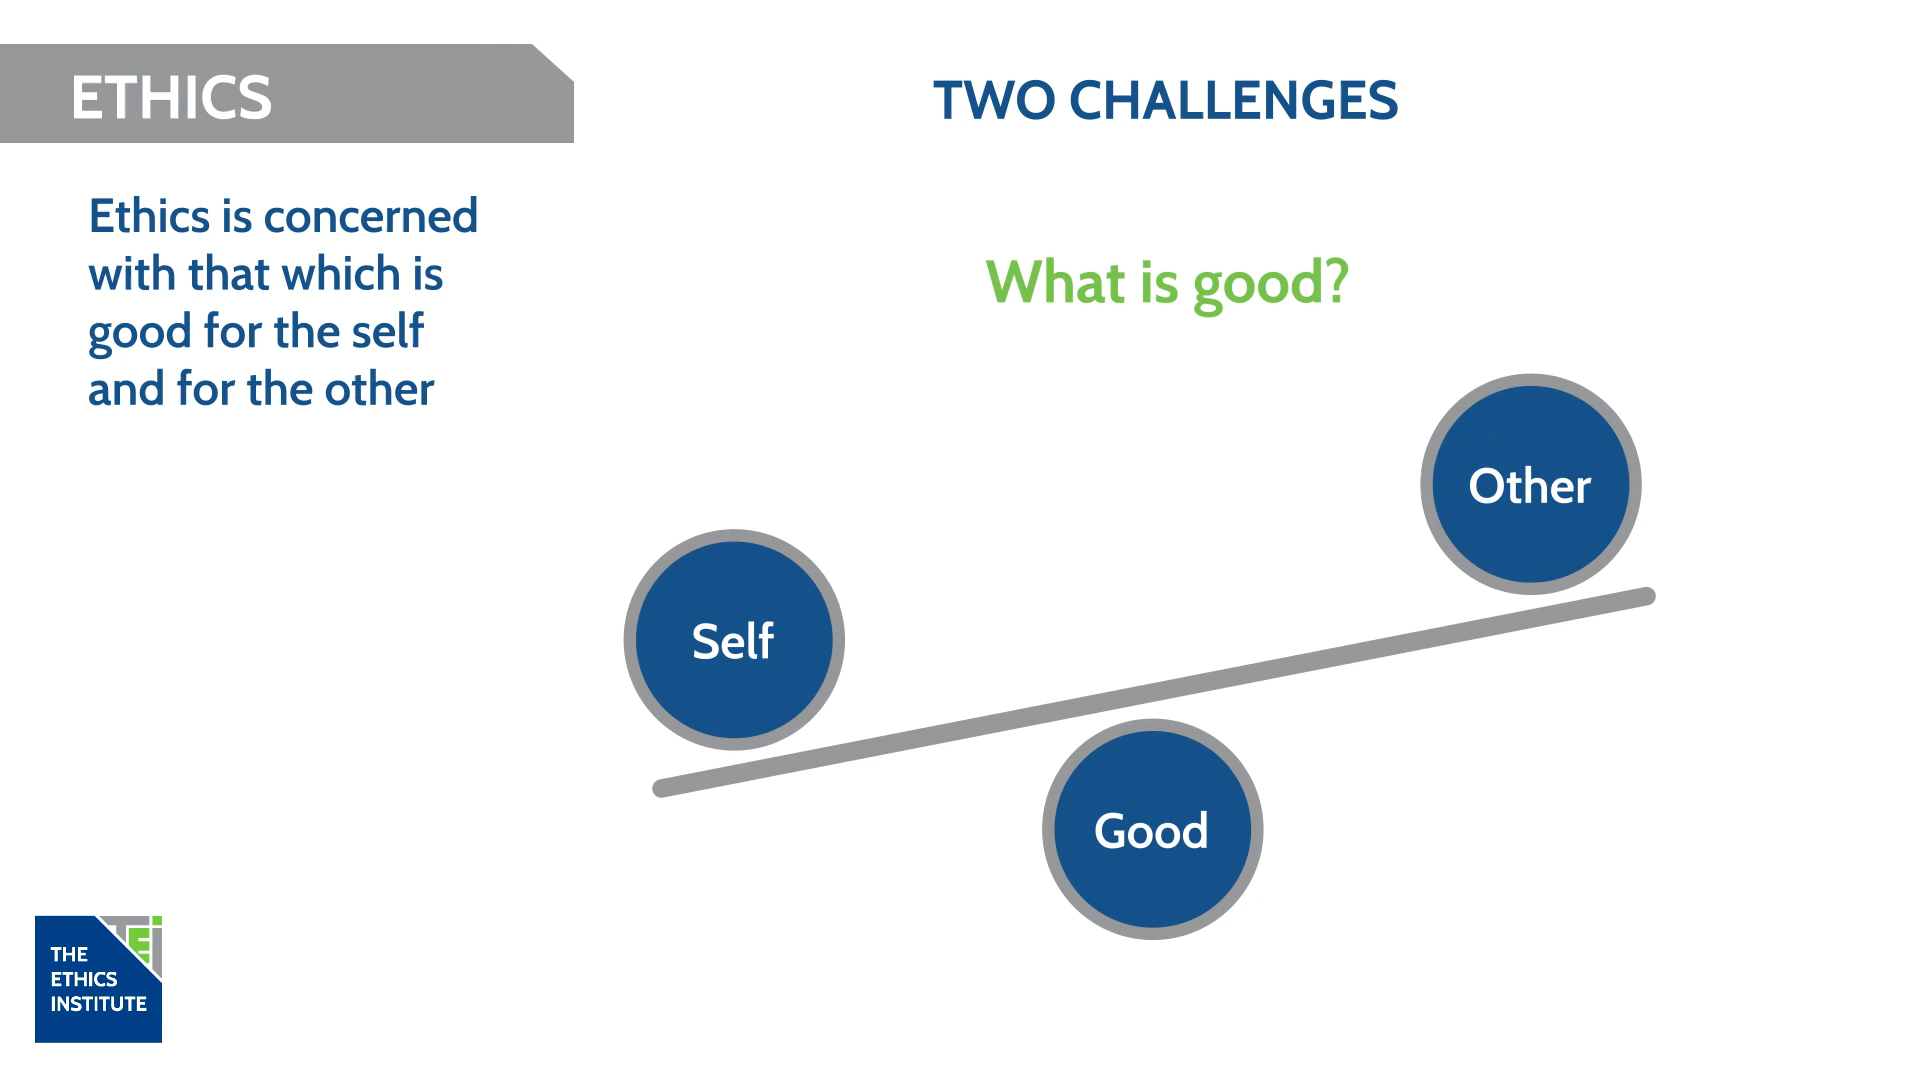 ETHICS
TWO CHALLENGES
Ethics is concerned
with that which is
good for the self
and for the other
What is good?
Other
Self
Good
THE
ETHICS
INSTITUTE